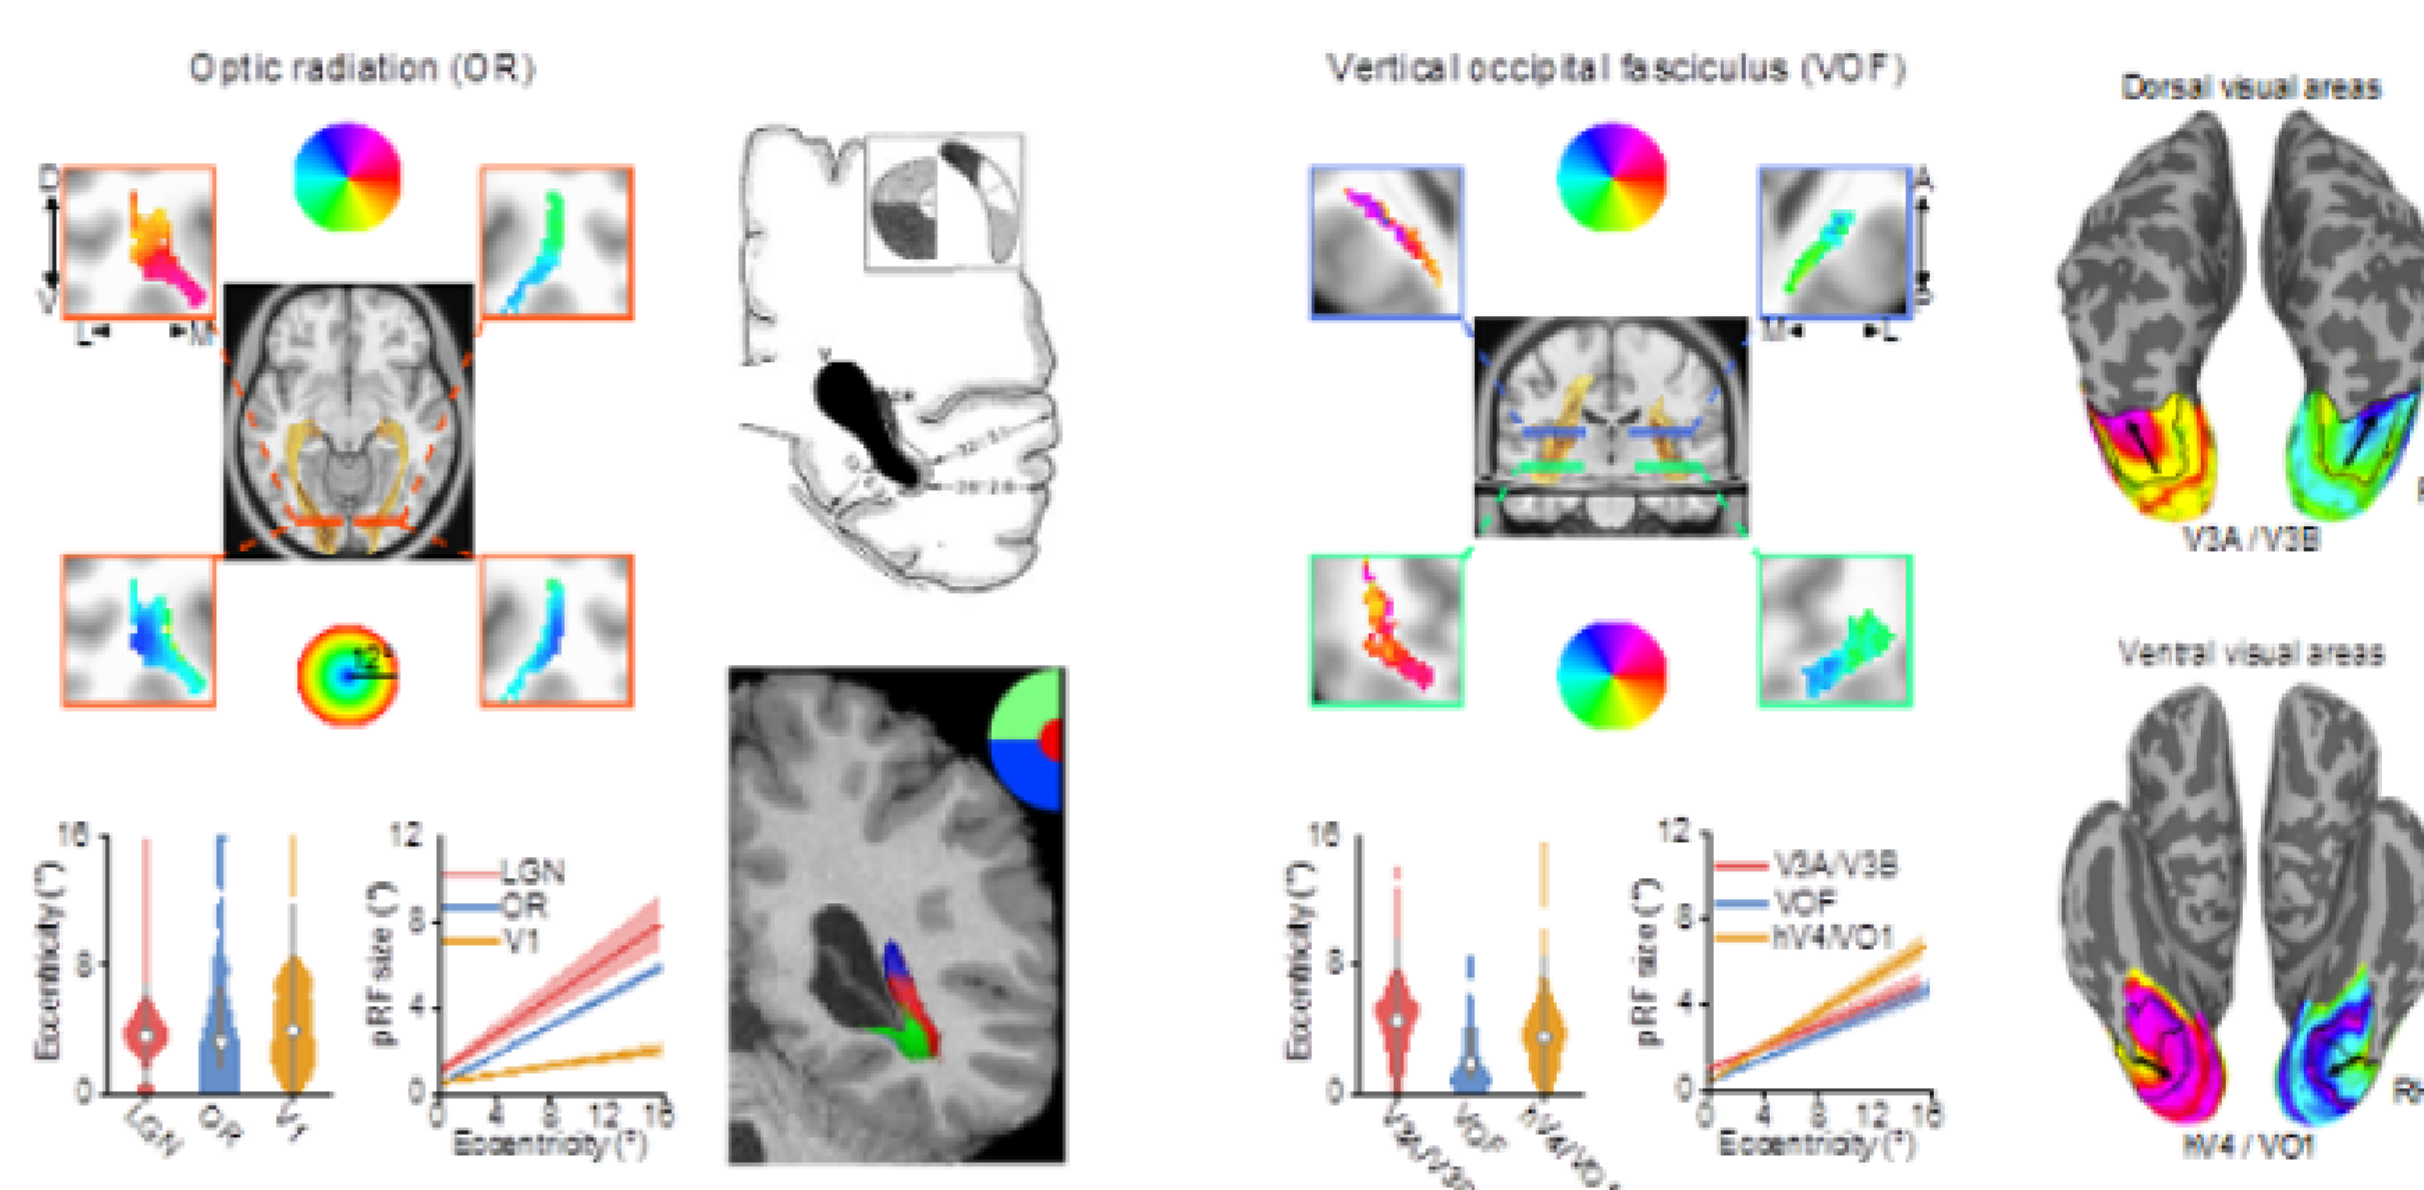 Optic radiation (OR)
Vertical occipital fasciculus (VOF)
Dorsal visual areas
D
V
L
M
12°
V
A
P
M
L
V3A / V3B
Ventral visual areas
hV4 / VO1
16
8
0
Eccentricity (°)
LGN
OR
V1
12
8
4
0
pRF size (°)
LGN
OR
V1
0
4
8
12
16
Eccentricity (°)
16
8
0
Eccentricity (°)
VOF
12
8
4
0
pRF size (°)
V3A/V3B
VOF
hV4/VO1
0
4
8
12
16
Eccentricity (°)